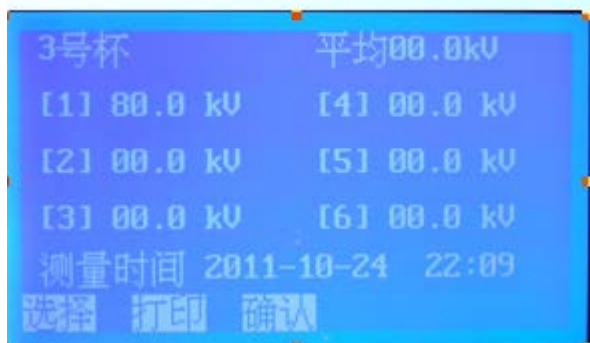 3号杯 平均00.0kV
[1] 80.0 kV [4] 00.0 kV
[2] 00.0 kV [5] 00.0 kV
[3] 00.0 kV [6] 00.0 kV
测量时间 2011-10-24 22:09
选择 打印 确认